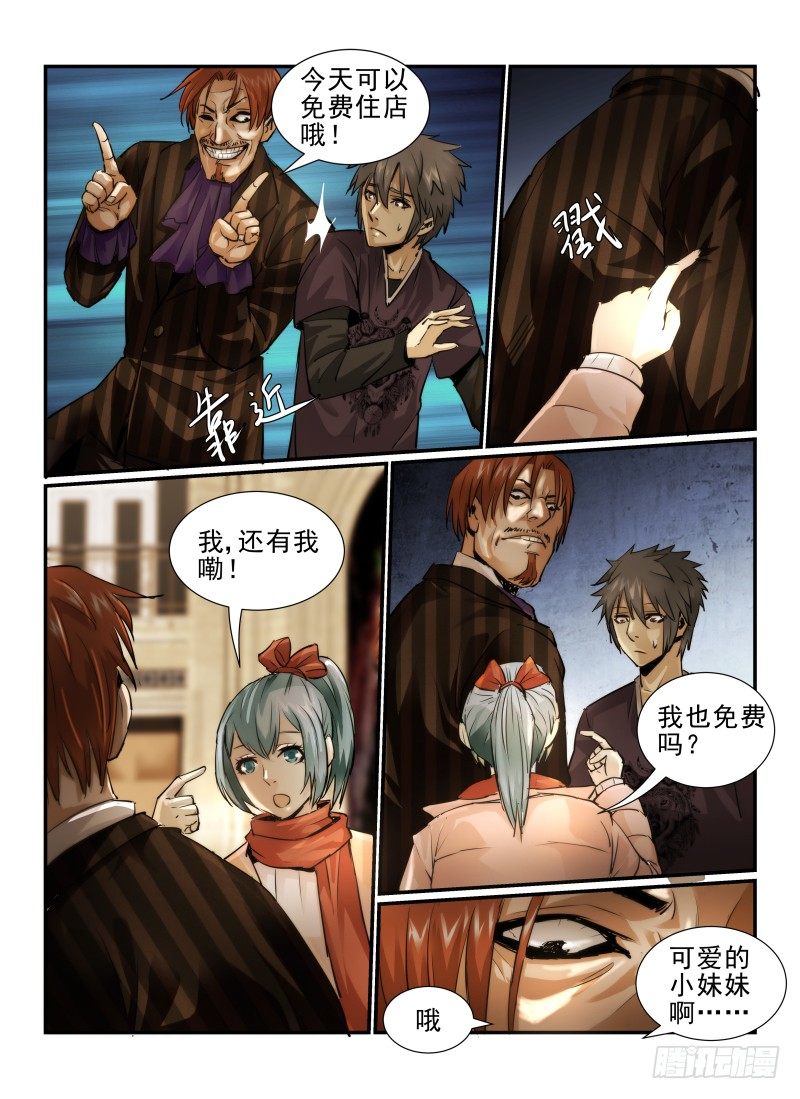 今天可以
免费住店
哦！
靠近
戳
我，还有我
嘞！
我也免费
吗？
哦
可爱的
小妹妹
啊……
腾讯动漫